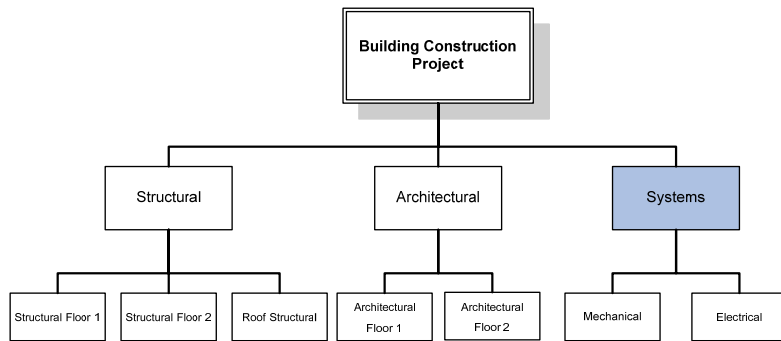 Building Construction
Project
Structural
Architectural
Systems
Structural Floor 1
Structural Floor 2
Roof Structural
Architectural
Floor 1
Architectural
Floor 2
Mechanical
Electrical